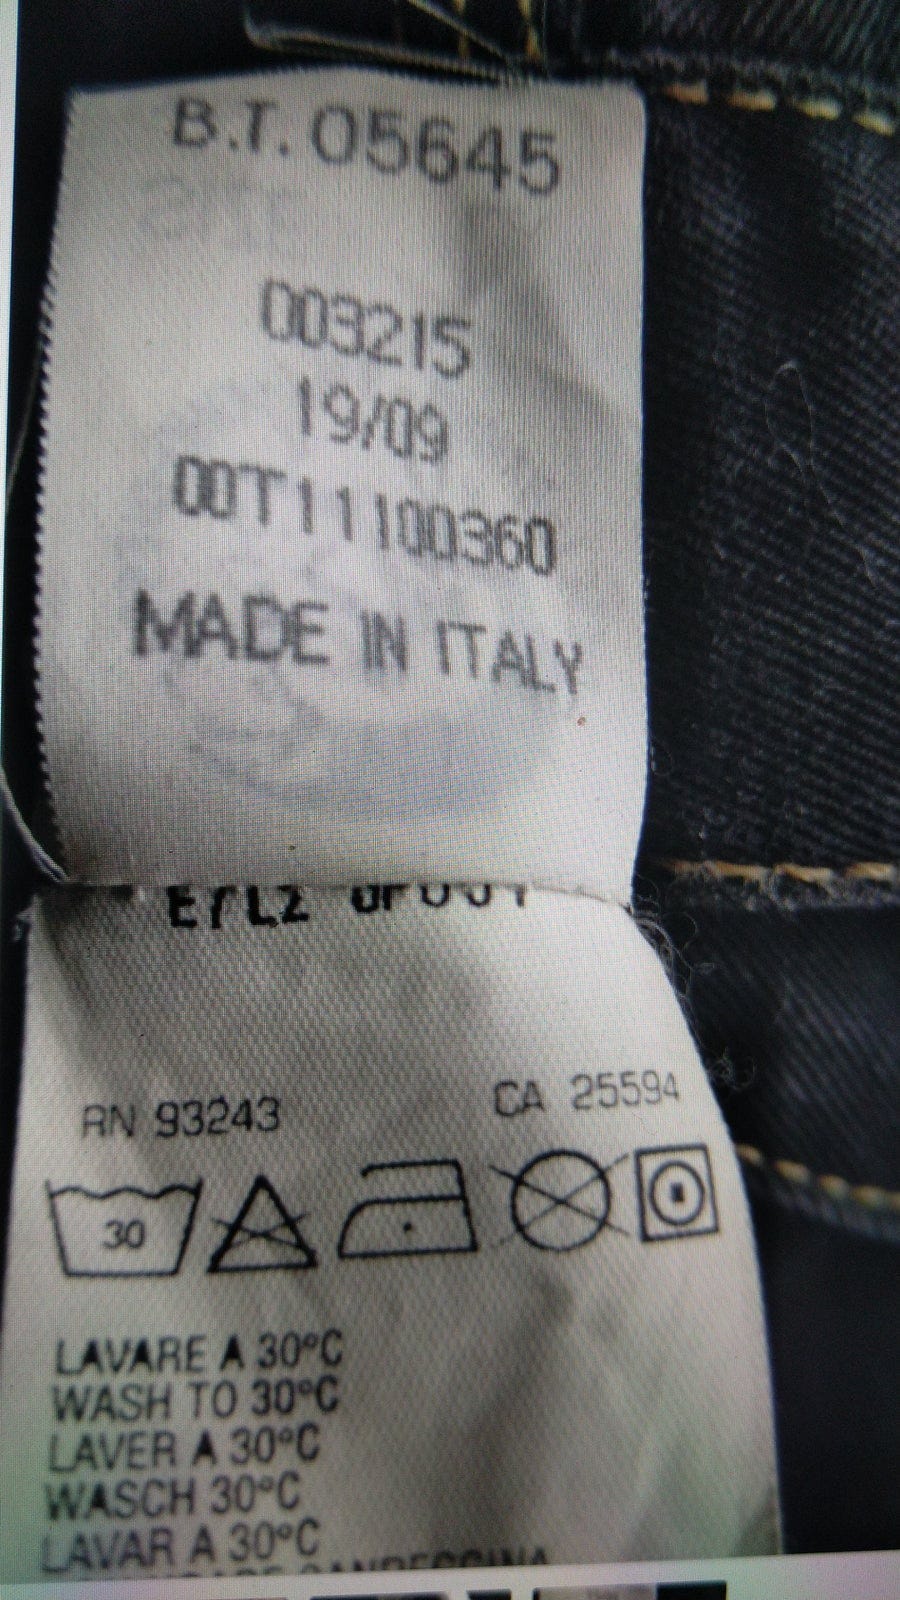 B.T. 05645
003215
19/09
00T11100360
MADE IN ITALY
RN 93243 CA 25594
30
LAVARE A 30°C
WASH TO 30°C
LAVER A 30°C
WASCH 30°C
LAVAR A 30°C